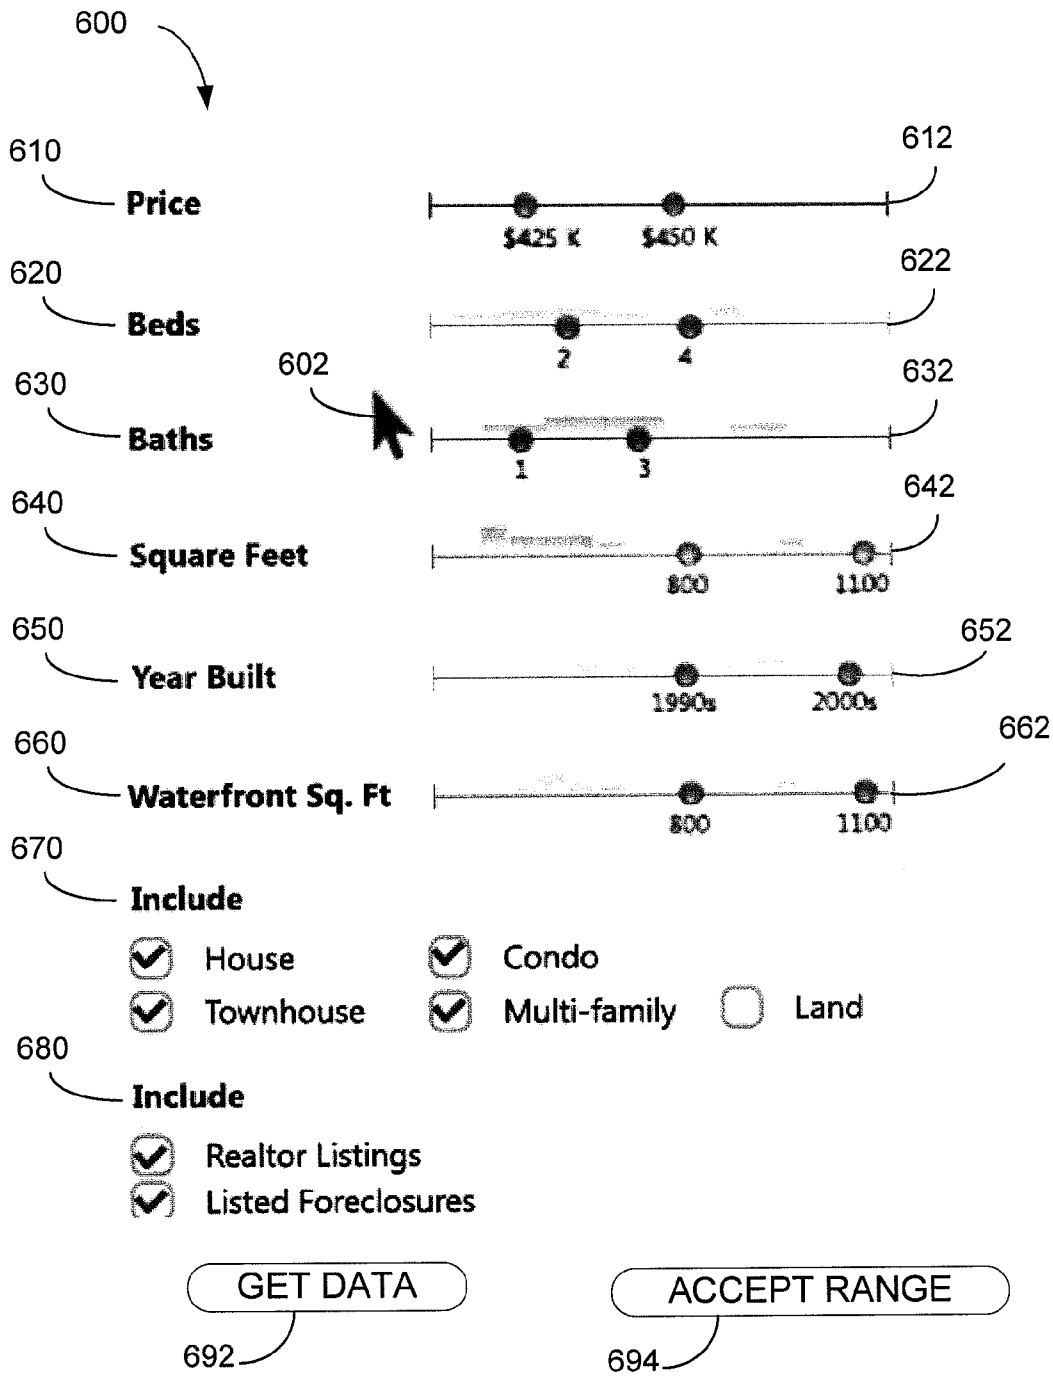 600
610
612
Price
$425 K $450 K
620
622
Beds
2 4
602
630
632
Baths
1 3
640
642
Square Feet
800 1100
650
652
Year Built
1990s 2000s
660
662
Waterfront Sq. Ft
800 1100
670
Include
House Condo
Townhouse Multi-family Land
680
Include
Realtor Listings
Listed Foreclosures
GET DATA ACCEPT RANGE
692 694